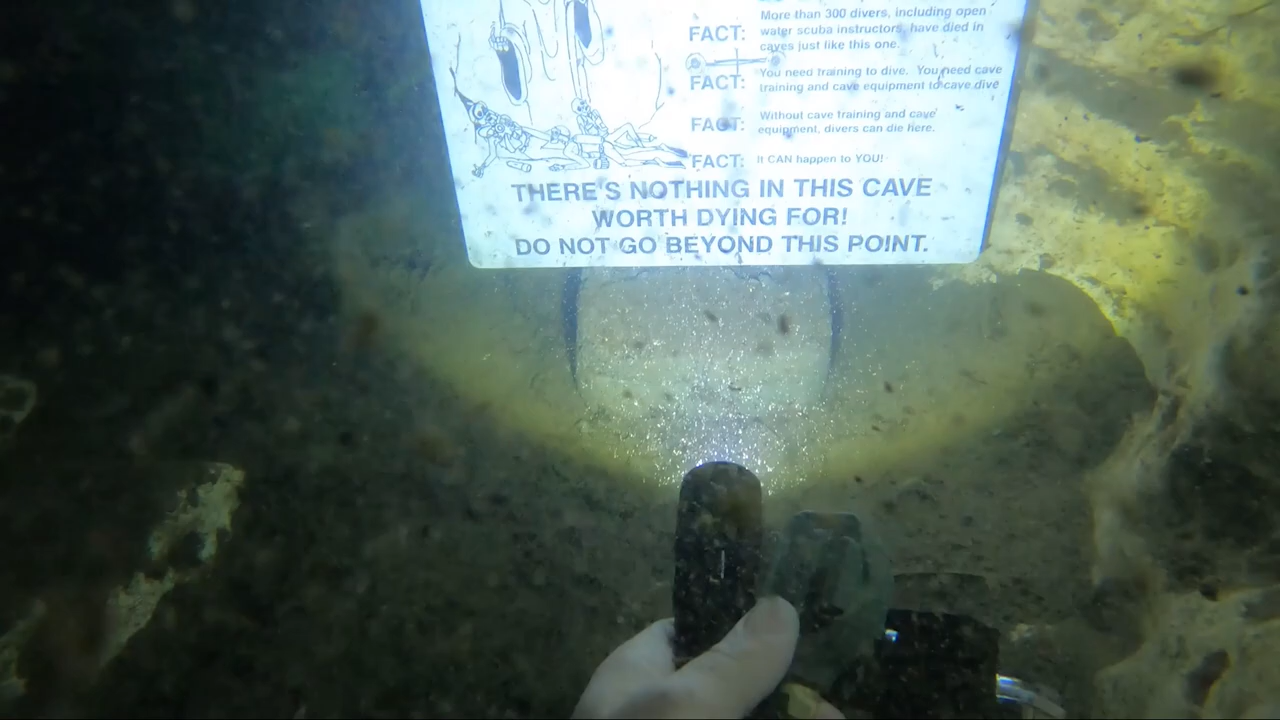 FACT: More than 300 divers, including open
water scuba instructors, have died in
caves just like this one.
FACT: You need training to dive. You need cave
training and cave equipment to cave dive
FACT: Without cave training and cave
equipment, divers can die here.
FACT: It CAN happen to YOU!
THERE'S NOTHING IN THIS CAVE
WORTH DYING FOR!
DO NOT GO BEYOND THIS POINT.